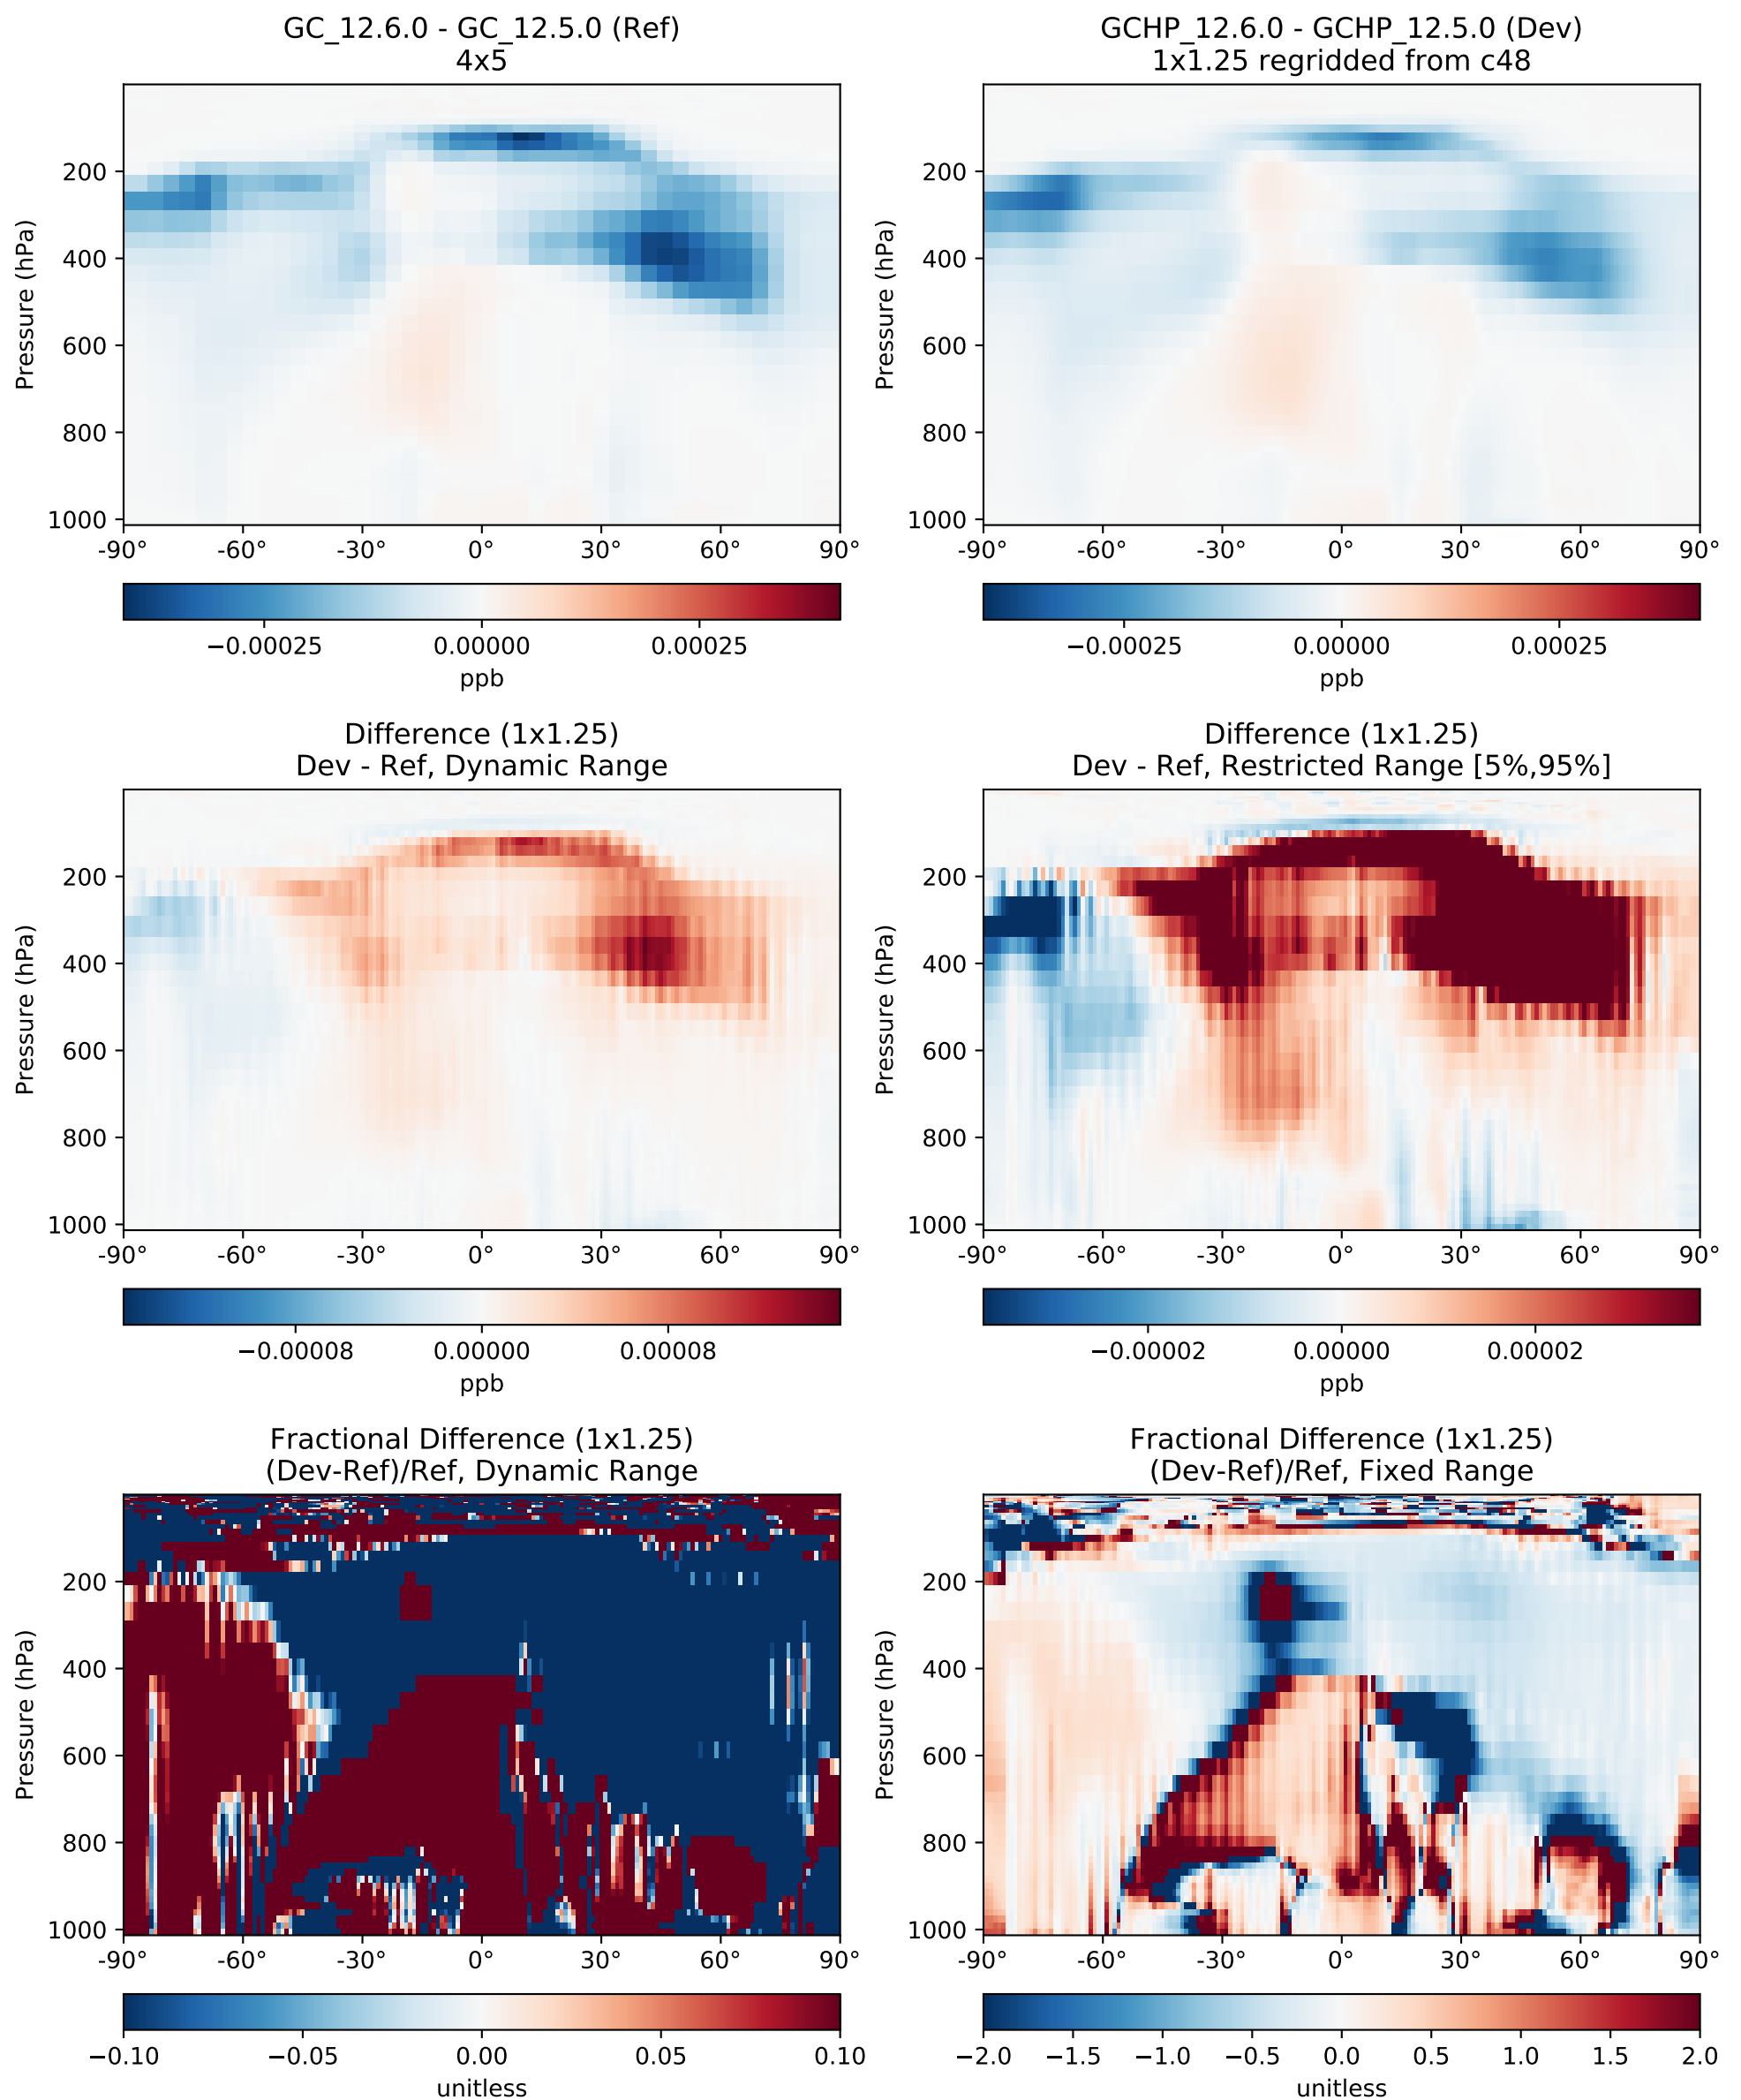 GC_12.6.0 - GC_12.5.0 (Ref)
4x5
Pressure (hPa)
200
400
600
800
1000
-90° -60° -30° 0° 30° 60° 90°
−0.00025 0.00000 0.00025
ppb
GCHP_12.6.0 - GCHP_12.5.0 (Dev)
1x1.25 regridded from c48
Pressure (hPa)
200
400
600
800
1000
-90° -60° -30° 0° 30° 60° 90°
−0.00025 0.00000 0.00025
ppb
Difference (1x1.25)
Dev - Ref, Dynamic Range
Pressure (hPa)
200
400
600
800
1000
-90° -60° -30° 0° 30° 60° 90°
−0.00008 0.00000 0.00008
ppb
Difference (1x1.25)
Dev - Ref, Restricted Range [5%,95%]
Pressure (hPa)
200
400
600
800
1000
-90° -60° -30° 0° 30° 60° 90°
−0.00002 0.00000 0.00002
ppb
Fractional Difference (1x1.25)
(Dev-Ref)/Ref, Dynamic Range
Pressure (hPa)
200
400
600
800
1000
-90° -60° -30° 0° 30° 60° 90°
−0.10 −0.05 0.00 0.05 0.10
unitless
Fractional Difference (1x1.25)
(Dev-Ref)/Ref, Fixed Range
Pressure (hPa)
200
400
600
800
1000
-90° -60° -30° 0° 30° 60° 90°
−2.0 −1.5 −1.0 −0.5 0.0 0.5 1.0 1.5 2.0
unitless